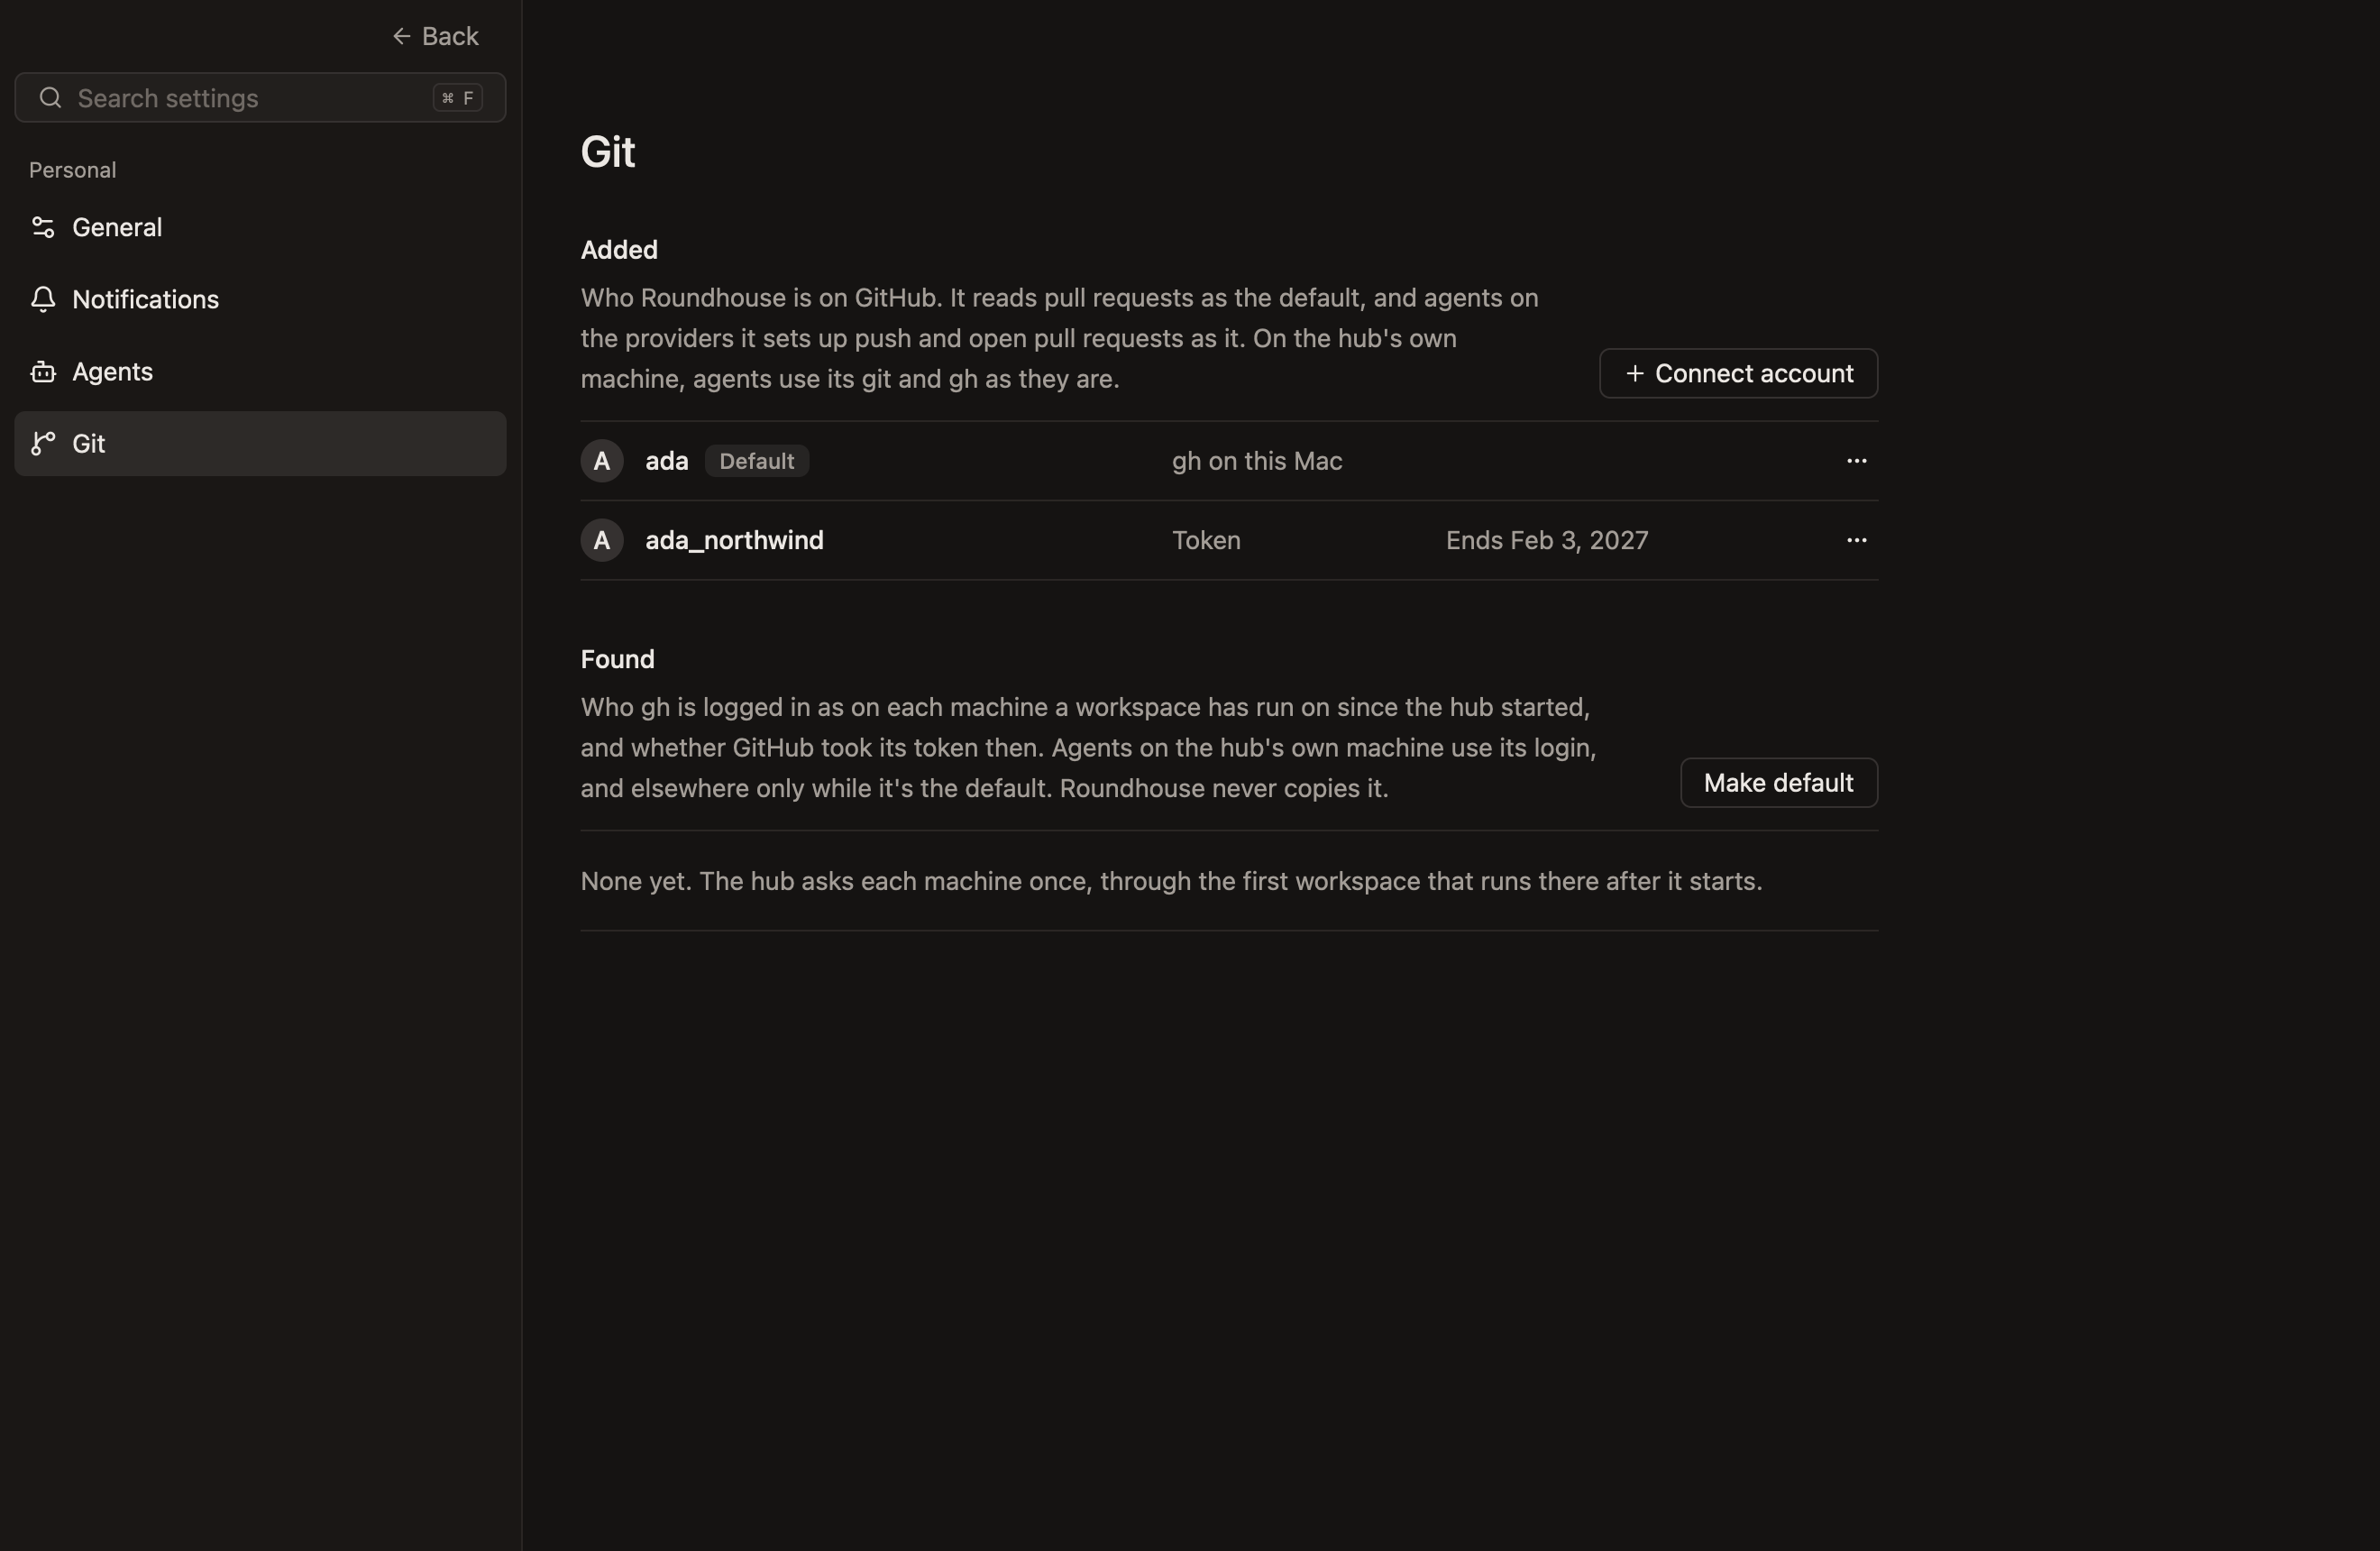 ← Back
Search settings ⌘ F
Personal
General
Notifications
Agents
Git
Git
Added
Who Roundhouse is on GitHub. It reads pull requests as the default, and agents on
the providers it sets up push and open pull requests as it. On the hub's own
machine, agents use its git and gh as they are.
+ Connect account
A ada Default gh on this Mac ···
A ada_northwind Token Ends Feb 3, 2027 ···
Found
Who gh is logged in as on each machine a workspace has run on since the hub started,
and whether GitHub took its token then. Agents on the hub's own machine use its login,
and elsewhere only while it's the default. Roundhouse never copies it.
Make default
None yet. The hub asks each machine once, through the first workspace that runs there after it starts.